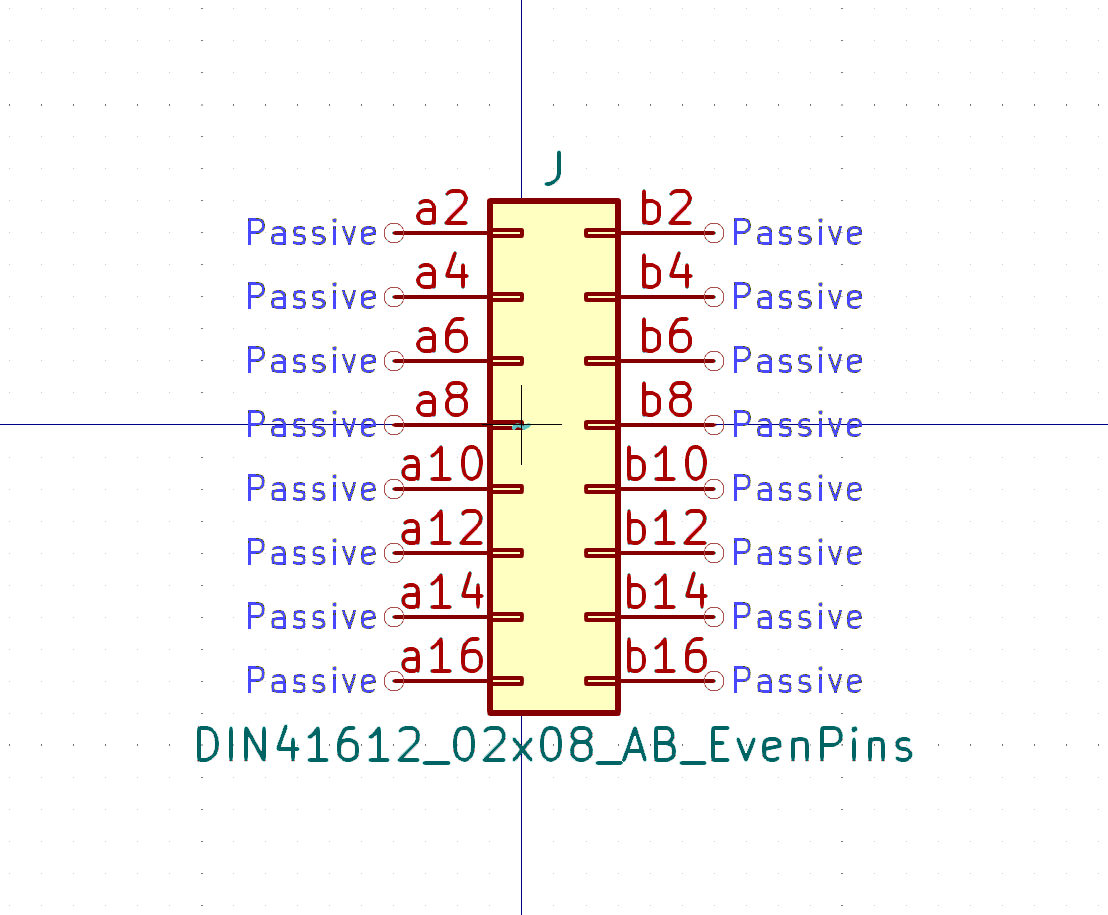 J
Passive a2 b2 Passive
Passive a4 b4 Passive
Passive a6 b6 Passive
Passive a8 b8 Passive
Passive a10 b10 Passive
Passive a12 b12 Passive
Passive a14 b14 Passive
Passive a16 b16 Passive
DIN41612_02x08_AB_EvenPins